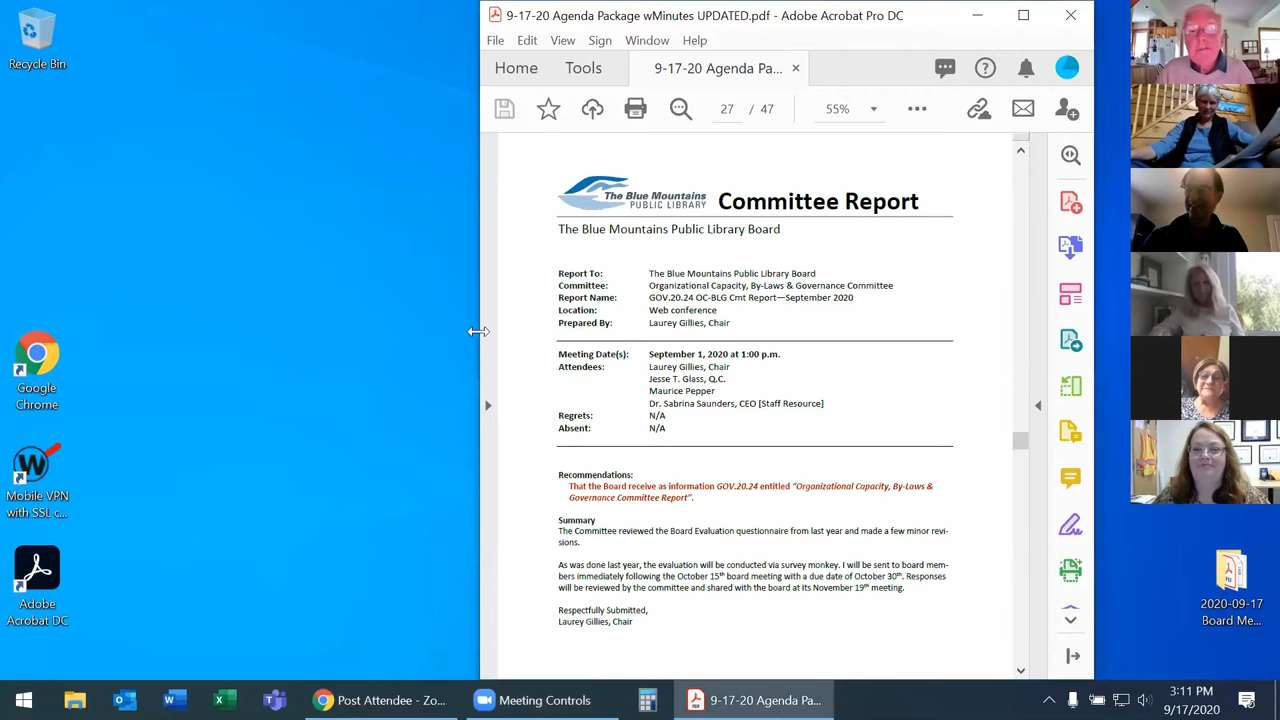 Recycle Bin
Google
Chrome
Mobile VPN
with SSL c...
Adobe
Acrobat DC
9-17-20 Agenda Package wMinutes UPDATED.pdf - Adobe Acrobat Pro DC
File Edit View Sign Window Help
Home Tools 9-17-20 Agenda Pa...
27 / 47 55%
The Blue Mountains
PUBLIC LIBRARY
Committee Report
The Blue Mountains Public Library Board
Report To: The Blue Mountains Public Library Board
Committee: Organizational Capacity, By-Laws & Governance Committee
Report Name: GOV.20.24 OC-BLG Cmt Report—September 2020
Location: Web conference
Prepared By: Laurey Gillies, Chair
Meeting Date(s): September 1, 2020 at 1:00 p.m.
Attendees: Laurey Gillies, Chair
Jesse T. Glass, Q.C.
Maurice Pepper
Dr. Sabrina Saunders, CEO [Staff Resource]
Regrets: N/A
Absent: N/A
Recommendations:
That the Board receive as information GOV.20.24 entitled “Organizational Capacity, By-Laws &
Governance Committee Report”.
Summary
The Committee reviewed the Board Evaluation questionnaire from last year and made a few minor revi-
sions.
As was done last year, the evaluation will be conducted via survey monkey. I will be sent to board mem-
bers immediately following the October 15th board meeting with a due date of October 30th. Responses
will be reviewed by the committee and shared with the board at its November 19th meeting.
Respectfully Submitted,
Laurey Gillies, Chair
2020-09-17
Board Me...
Post Attendee - Zo...
Meeting Controls
9-17-20 Agenda Pa...
3:11 PM
9/17/2020